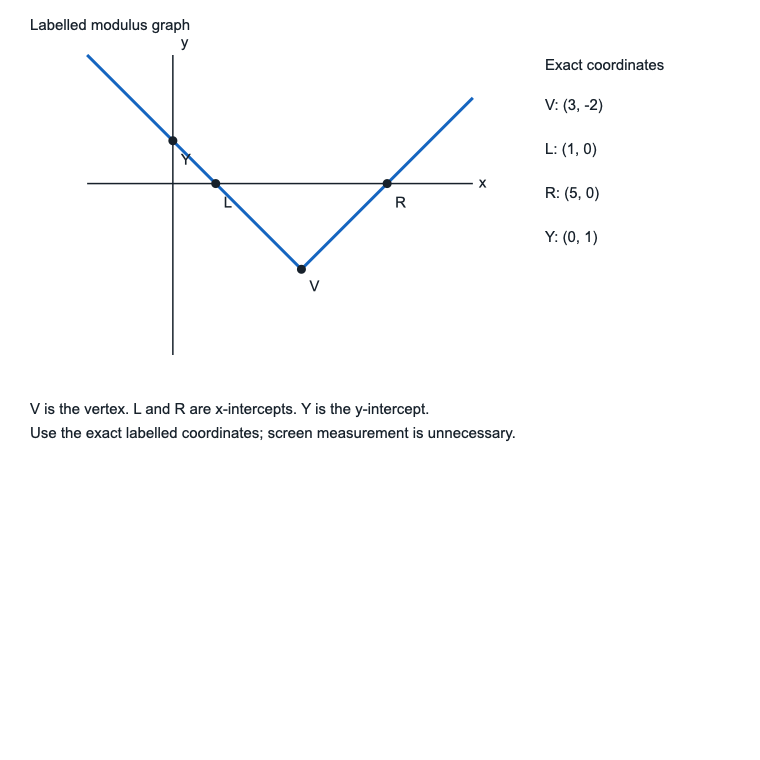 Labelled modulus graph
y
Y
x
L
R
V
Exact coordinates
V: (3, -2)
L: (1, 0)
R: (5, 0)
Y: (0, 1)
V is the vertex. L and R are x-intercepts. Y is the y-intercept.
Use the exact labelled coordinates; screen measurement is unnecessary.